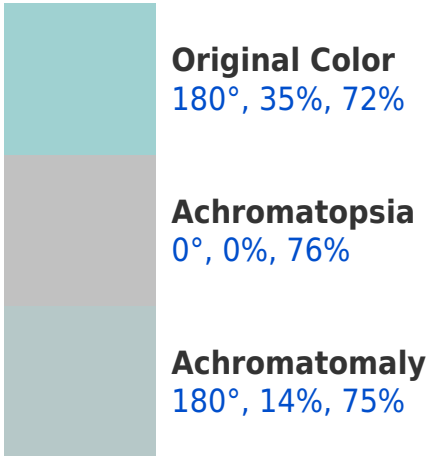 Original Color
180°, 35%, 72%
Achromatopsia
0°, 0%, 76%
Achromatomaly
180°, 14%, 75%